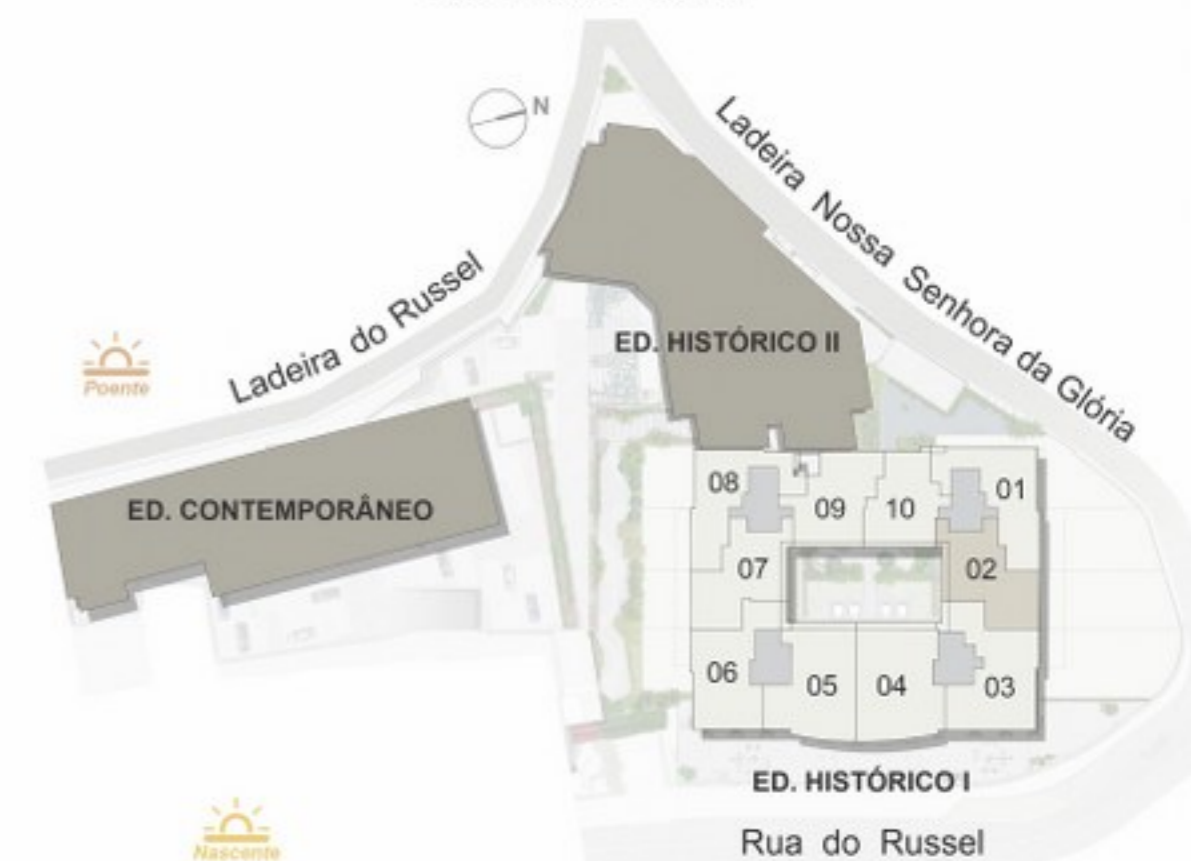 N
Ladeira Nossa Senhora da Glória
Ladeira do Russel
Poente
ED. HISTÓRICO II
ED. CONTEMPORÂNEO
08
09
10
01
07
02
06
05
04
03
ED. HISTÓRICO I
Rua do Russel
Nascente